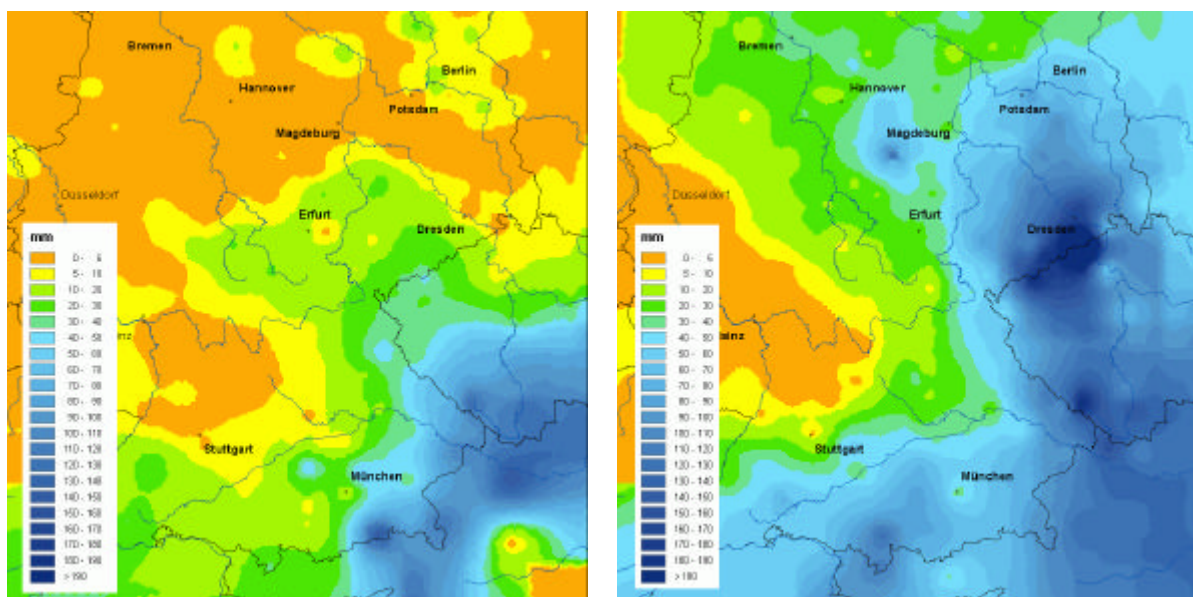 Bremen
Berlin
Hannover
Potsdam
Magdeburg
Düsseldorf
Erfurt
Dresden
mm
0 - 5
5 - 10
10 - 20
20 - 30
30 - 40
40 - 50
50 - 60
60 - 70
70 - 80
80 - 90
90 - 100
100 - 110
110 - 120
120 - 130
130 - 140
140 - 150
150 - 160
160 - 170
170 - 180
180 - 190
>190
Stuttgart
München
Bremen
Berlin
Hannover
Potsdam
Magdeburg
Düsseldorf
Erfurt
Dresden
mm
0 - 5
5 - 10
10 - 20
20 - 30
30 - 40
40 - 50
50 - 60
60 - 70
70 - 80
80 - 90
90 - 100
100 - 110
110 - 120
120 - 130
130 - 140
140 - 150
150 - 160
160 - 170
170 - 180
180 - 190
Stuttgart
München